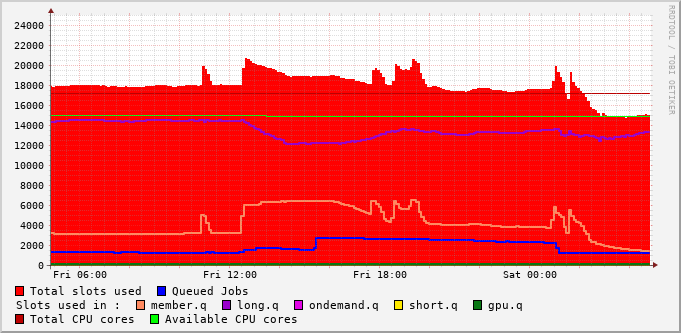 24000
22000
20000
18000
16000
14000
12000
10000
8000
6000
4000
2000
0
Fri 06:00 Fri 12:00 Fri 18:00 Sat 00:00
Total slots used Queued Jobs
Slots used in : member.q long.q ondemand.q short.q gpu.q
Total CPU cores Available CPU cores
RRDTOOL / TOBI OETIKER